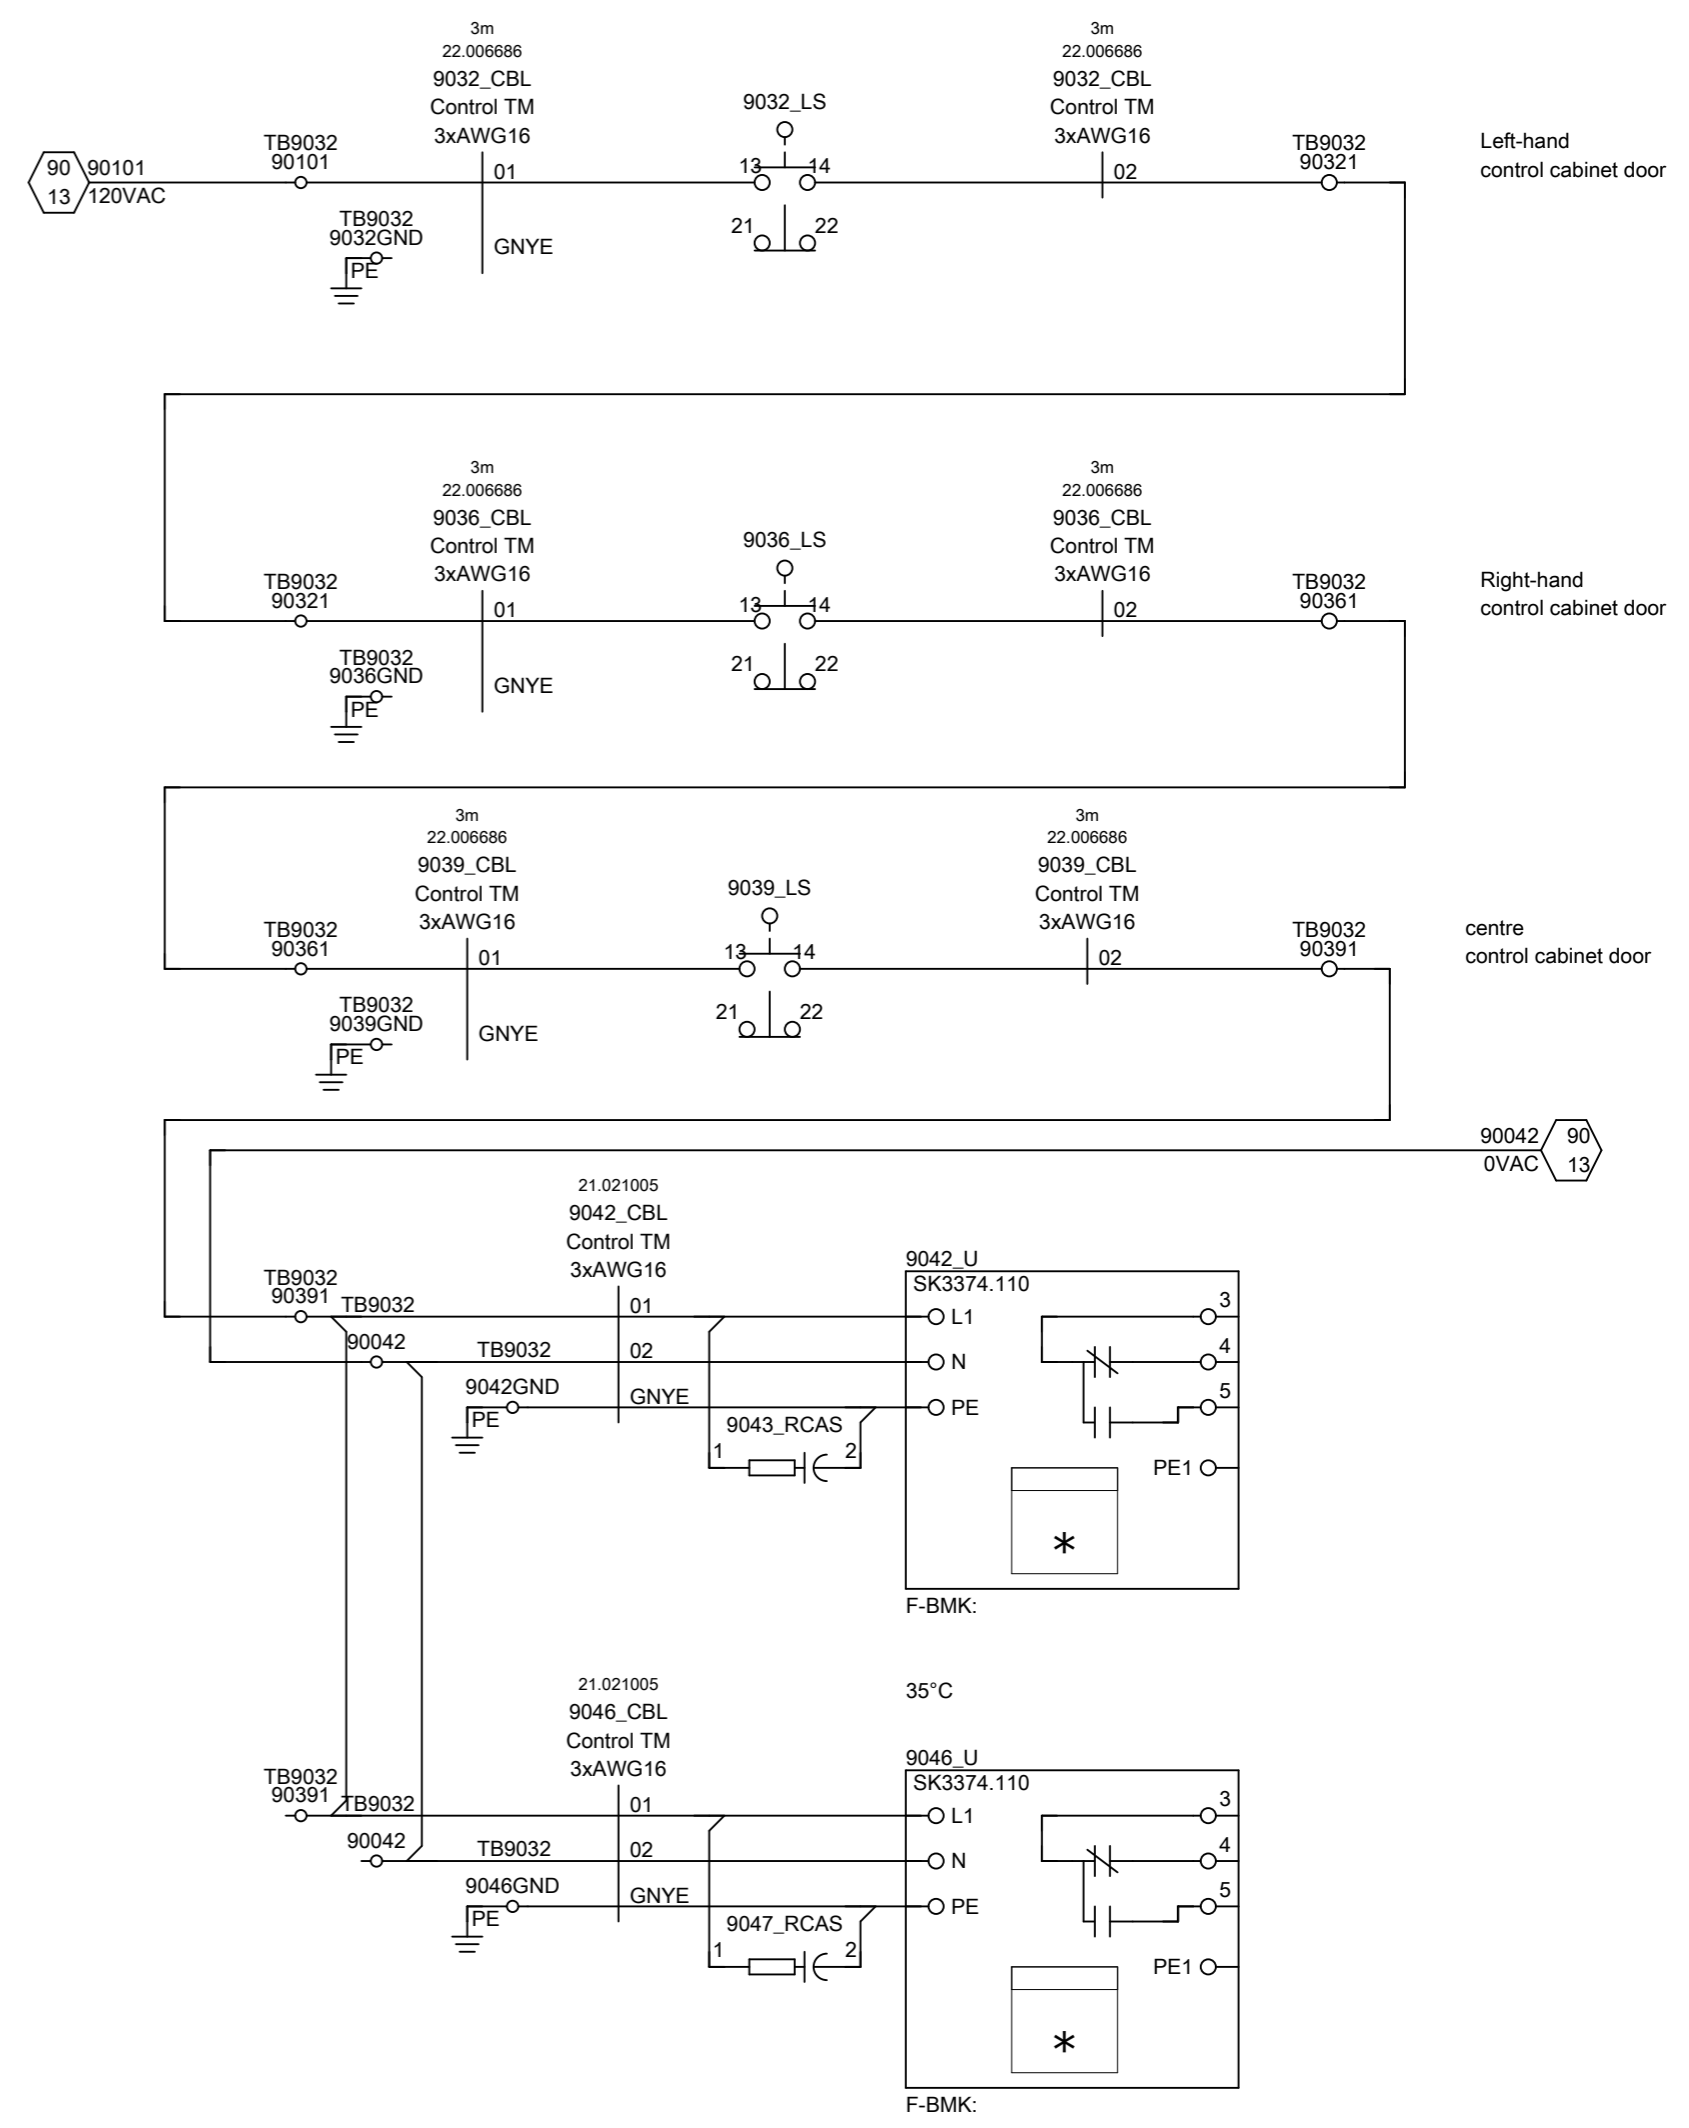 3m
22.006686
9032_CBL
Control TM
3xAWG16
9032_LS
3m
22.006686
9032_CBL
Control TM
3xAWG16
90
13
90101
120VAC
TB9032
90101
01
13
14
02
TB9032
90321
Left-hand
control cabinet door
TB9032
9032GND
PE
GNYE
21
22
3m
22.006686
9036_CBL
Control TM
3xAWG16
9036_LS
3m
22.006686
9036_CBL
Control TM
3xAWG16
TB9032
90321
01
13
14
02
TB9032
90361
Right-hand
control cabinet door
TB9032
9036GND
PE
GNYE
21
22
3m
22.006686
9039_CBL
Control TM
3xAWG16
9039_LS
3m
22.006686
9039_CBL
Control TM
3xAWG16
TB9032
90361
01
13
14
02
TB9032
90391
centre
control cabinet door
TB9032
9039GND
PE
GNYE
21
22
90042
0VAC
90
13
21.021005
9042_CBL
Control TM
3xAWG16
9042_U
SK3374.110
TB9032
90391
TB9032
01
L1
3
90042
TB9032
02
N
4
9042GND
PE
GNYE
PE
5
9043_RCAS
1
2
PE1
*
F-BMK:
21.021005
9046_CBL
Control TM
3xAWG16
35°C
9046_U
SK3374.110
TB9032
90391
TB9032
01
L1
3
90042
TB9032
02
N
4
9046GND
PE
GNYE
PE
5
9047_RCAS
1
2
PE1
*
F-BMK: